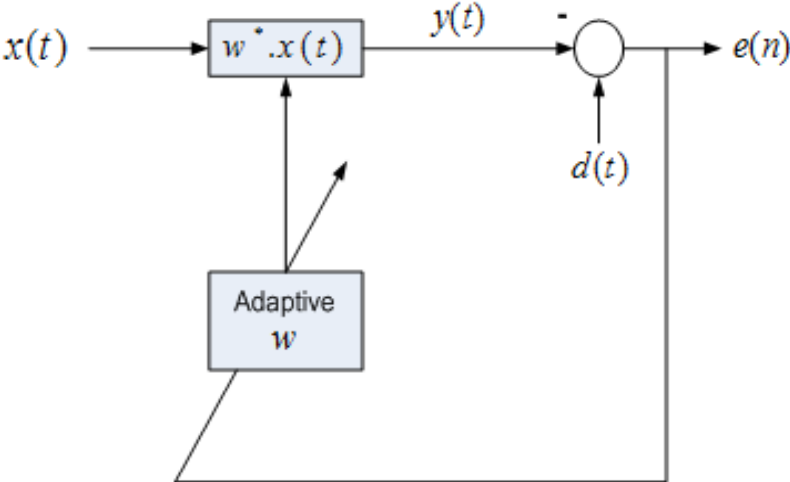 x(t)
w*.x(t)
y(t)
-
e(n)
d(t)
Adaptive
w